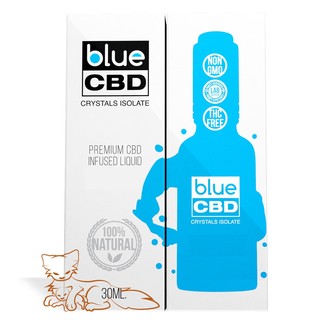 blue
CBD
CRYSTALS ISOLATE
PREMIUM CBD
INFUSED LIQUID
100%
NATURAL
30ML.
NON
GMO
LAB
THC
FREE
blue
CBD
CRYSTALS ISOLATE